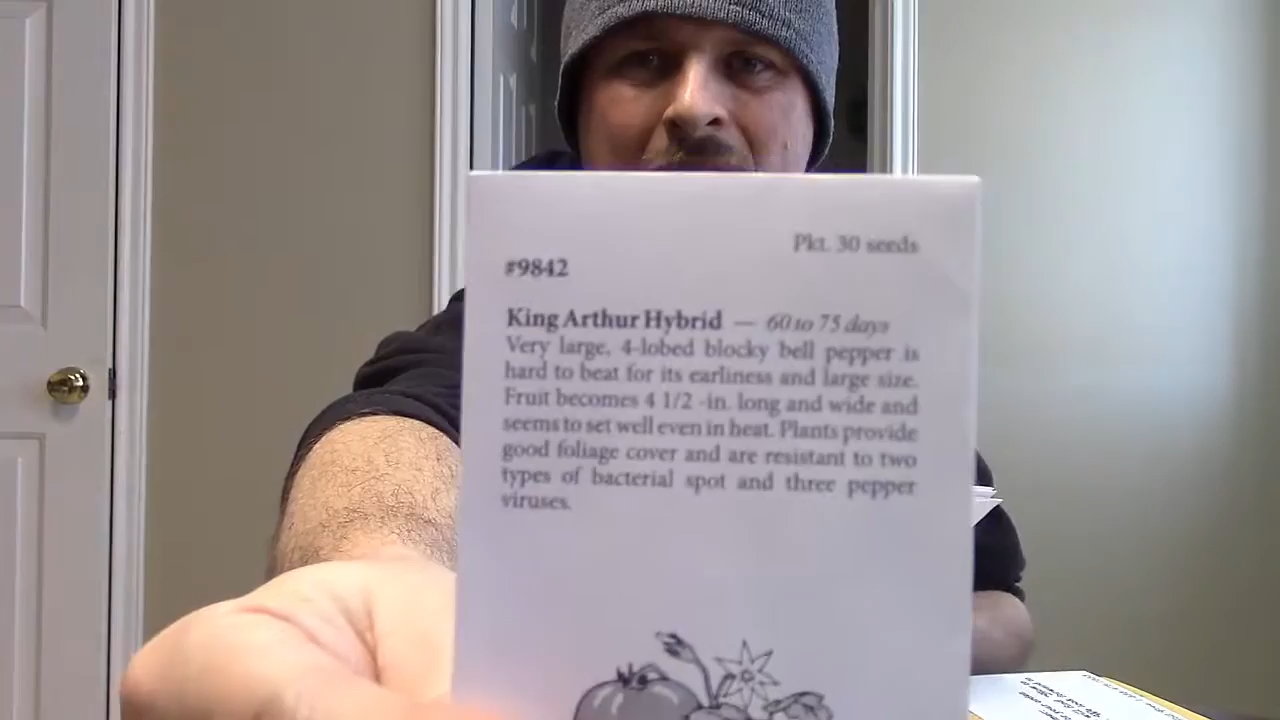 Pkt. 30 seeds
#9842
King Arthur Hybrid — 60 to 75 days
Very large, 4-lobed blocky bell pepper is
hard to beat for its earliness and large size.
Fruit becomes 4 1/2 -in. long and wide and
seems to set well even in heat. Plants provide
good foliage cover and are resistant to two
types of bacterial spot and three pepper
viruses.